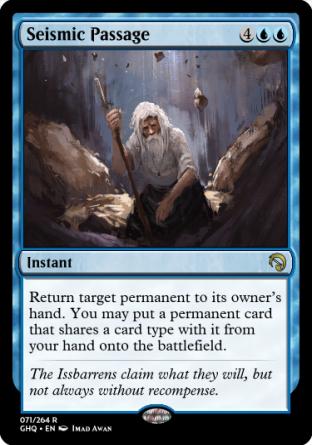 Seismic Passage 4
Instant
Return target permanent to its owner's
hand. You may put a permanent card
that shares a card type with it from
your hand onto the battlefield.
The Issbarrens claim what they will, but
not always without recompense.
071/264 R
GHQ • EN Imad Awan